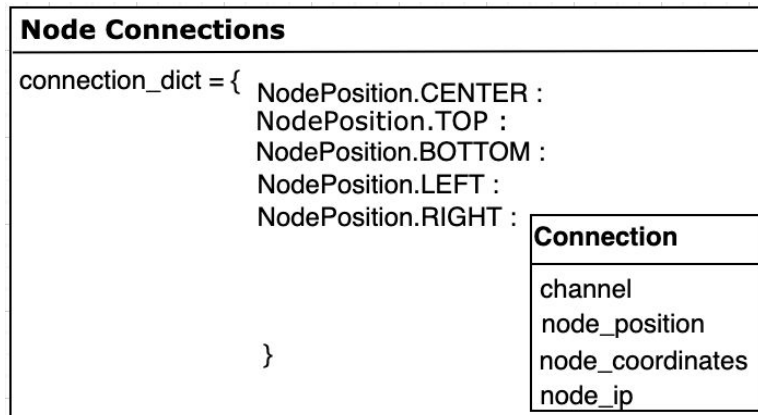 Node Connections
connection_dict = {
NodePosition.CENTER :
NodePosition.TOP :
NodePosition.BOTTOM :
NodePosition.LEFT :
NodePosition.RIGHT :
Connection
channel
node_position
node_coordinates
node_ip
}